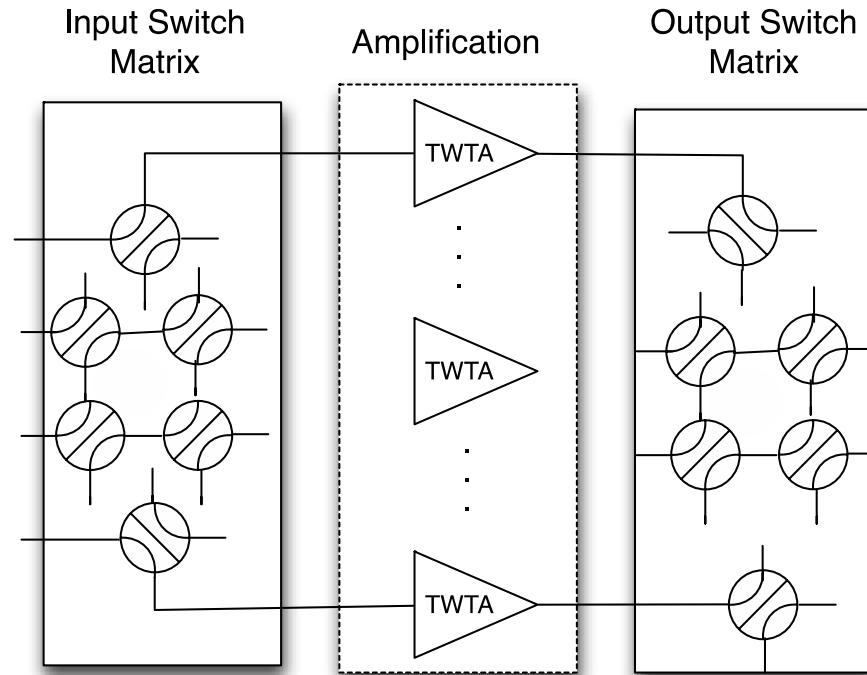 Input Switch
Matrix
Amplification
Output Switch
Matrix
TWTA
TWTA
TWTA